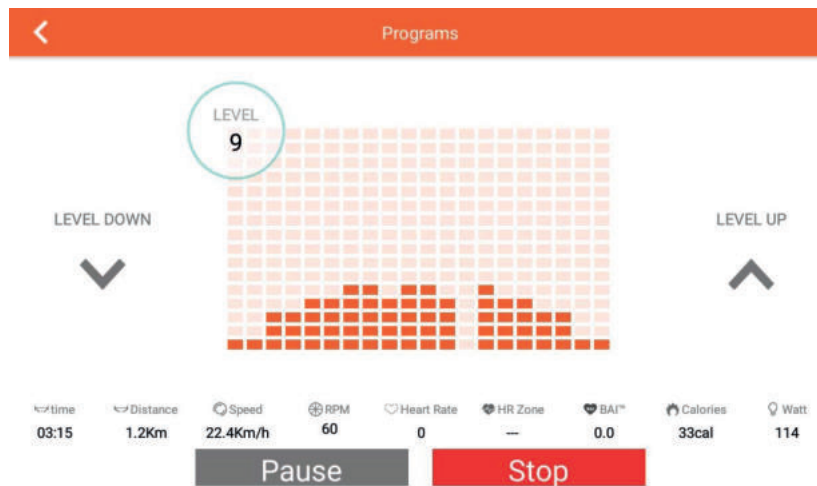 Programs
LEVEL
9
LEVEL DOWN
LEVEL UP
time Distance Speed RPM Heart Rate HR Zone BAI™ Calories Watt
03:15 1.2Km 22.4Km/h 60 0 --- 0.0 33cal 114
Pause Stop